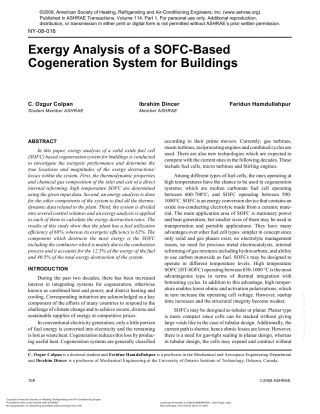 ©2008, American Society of Heating, Refrigerating and Air-Conditioning Engineers, Inc. (www.ashrae.org).
Published in ASHRAE Transactions, Volume 114, Part 1. For personal use only. Additional reproduction,
distribution, or transmission in either print or digital form is not permitted without ASHRAE's prior written permission.
NY-08-016
Exergy Analysis of a SOFC-Based
Cogeneration System for Buildings
C. Ozgur Colpan
Student Member ASHRAE
Ibrahim Dincer
Member ASHRAE
Feridun Hamdullahpur
ABSTRACT
In this paper, exergy analysis of a solid oxide fuel cell
(SOFC) based cogeneration system for buildings is conducted
to investigate the exergetic performance and determine the
true locations and magnitudes of the exergy destructions/
losses within the system. First, the thermodynamic properties
and chemical gas composition of the inlet and exits of a direct
internal reforming, high temperature SOFC are determined
using the given input data. Second, an energy analysis is done
for the other components of the system to find all the thermo-
dynamic data related to the plant. Third, the system is divided
into several control volumes and an exergy analysis is applied
to each of them to calculate the exergy destruction rates. The
results of this study show that the plant has a fuel utilization
efficiency of 68%, whereas its exergetic efficiency is 62%. The
component which destructs the most exergy is the SOFC
including the combustor which is mainly due to the combustion
process and it accounts for the 12.5% of the exergy of the fuel
and 40.5% of the total exergy destruction of the system.
INTRODUCTION
During the past two decades, there has been increased
interest in integrating systems for cogeneration, otherwise
known as combined heat and power, and district heating and
cooling. Corresponding initiatives are acknowledged as a key
component of the efforts of many countries to respond to the
challenge of climate change and to achieve secure, diverse and
sustainable supplies of energy at competitive prices.
In conventional electricity generation, only a little portion
of fuel energy is converted into electricity and the remaining
is lost as waste heat. Cogeneration reduces this loss by produc-
ing useful heat. Cogeneration systems are generally classified
according to their prime movers. Currently, gas turbines,
steam turbines, reciprocating engines and combined cycles are
used. There are also new technologies which are expected to
compete with the current ones in the following decades. These
include fuel cells, micro turbines, and stirling engines.
Among different types of fuel cells, the ones operating at
high temperatures have the chance to be used in cogeneration
systems; which are molten carbonate fuel cell operating
between 600-700°C; and SOFC operating between 500-
1000°C. SOFC is an energy conversion device that contains an
oxide ion-conducting electrolyte made from a ceramic mate-
rial. The main application area of SOFC is stationary power
and heat generation, but smaller sizes of them may be used in
transportation and portable applications. They have many
advantages over other fuel cell types: simpler in concept since
only solid and gas phases exist, no electrolyte management
issues, no need for precious metal electrocatalysts, internal
reforming of gas mixtures including hydrocarbons, and ability
to use carbon monoxide as fuel. SOFCs may be designed to
operate in different temperature levels. High temperature
SOFC (HT-SOFC) operating between 850-1000°C is the most
advantageous type in terms of thermal integration with
bottoming cycles. In addition to this advantage, high temper-
ature enables lower ohmic and activation polarizations; which
in turn increase the operating cell voltage. However, startup
time increases and the structural integrity become weaker.
SOFCs may be designed as tubular or planar. Planar type
is more compact since cells can be stacked without giving
large voids like in the case of tubular design. Additionally, the
current path is shorter, hence ohmic losses are lower. However,
there is need for gas-tight sealing in planar design, whereas
in tubular design, the cells may expand and contract without
C. Ozgur Colpan is a doctoral student and Feridun Hamdullahpur is a professor in the Mechanical and Aerospace Engineering Department
and Ibrahim Dincer is a professor of Mechanical Engineering at the University of Ontario Institute of Technology, Oshawa, Canada.
©2008 ASHRAE